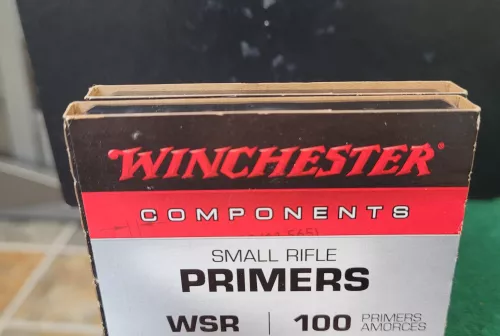 WINCHESTER®
COMPONENTS
SMALL RIFLE
PRIMERS
WSR | 100 PRIMERS
AMORCES